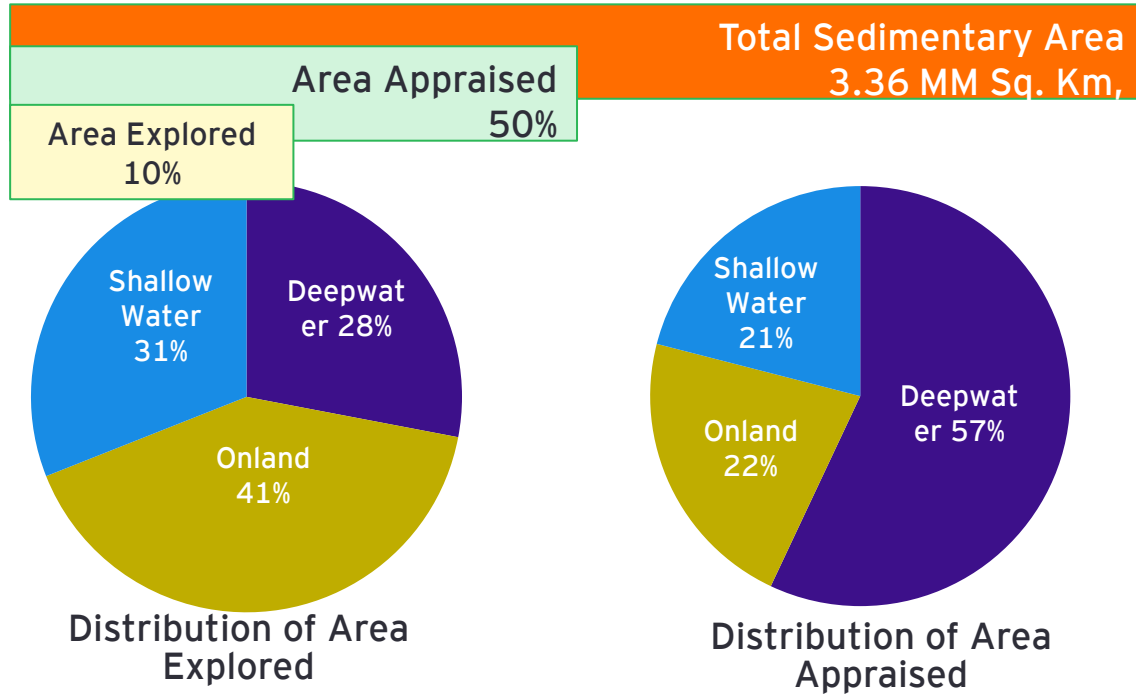 Total Sedimentary Area
3.36 MM Sq. Km,
Area Appraised
50%
Area Explored
10%
Shallow
Water
31%
Deepwat
er 28%
Onland
41%
Distribution of Area
Explored
Shallow
Water
21%
Onland
22%
Deepwat
er 57%
Distribution of Area
Appraised